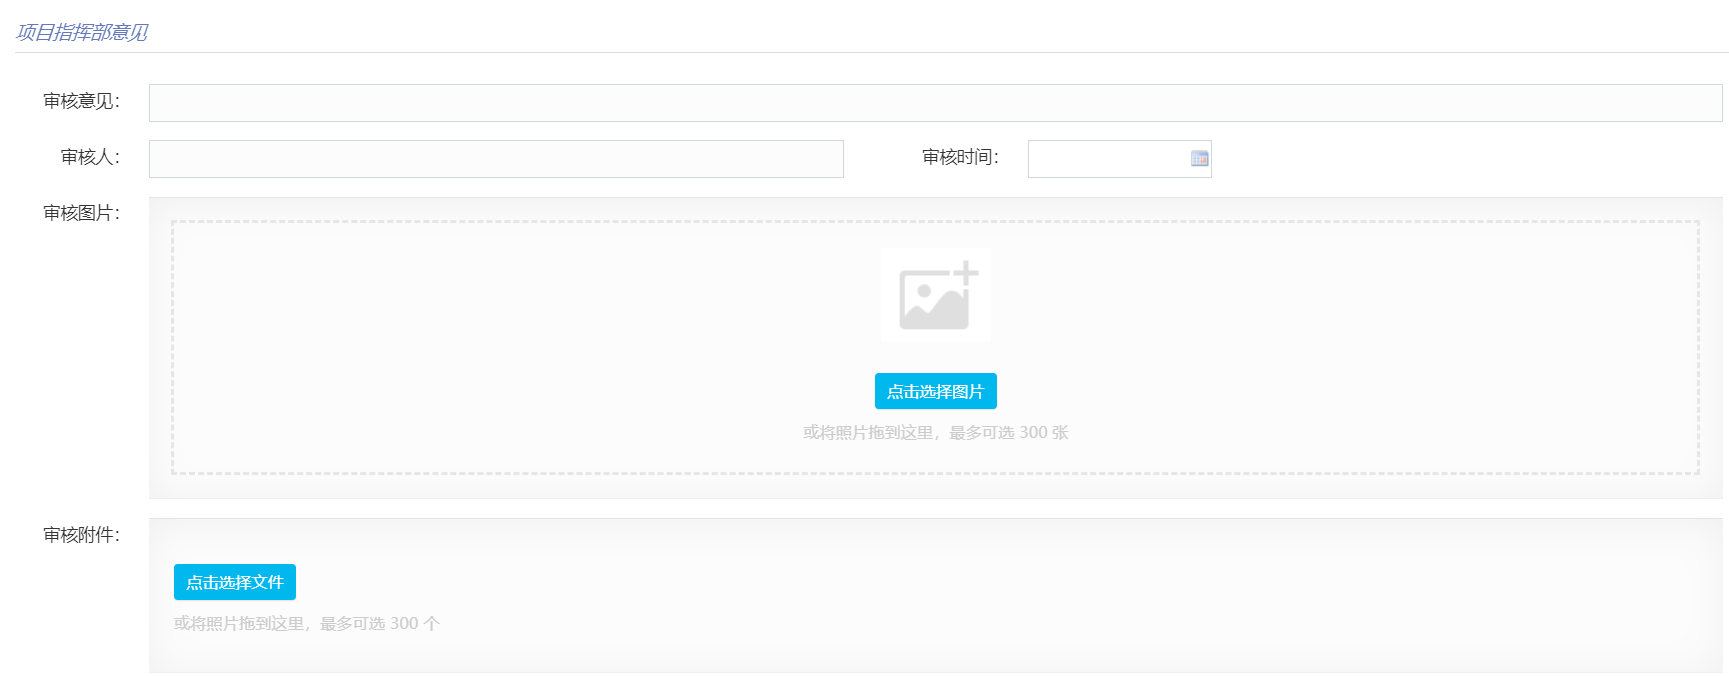 项目指挥部意见
审核意见：
审核人：
审核时间：
审核图片：
点击选择图片
或将照片拖到这里，最多可选 300 张
审核附件：
点击选择文件
或将照片拖到这里，最多可选 300 个